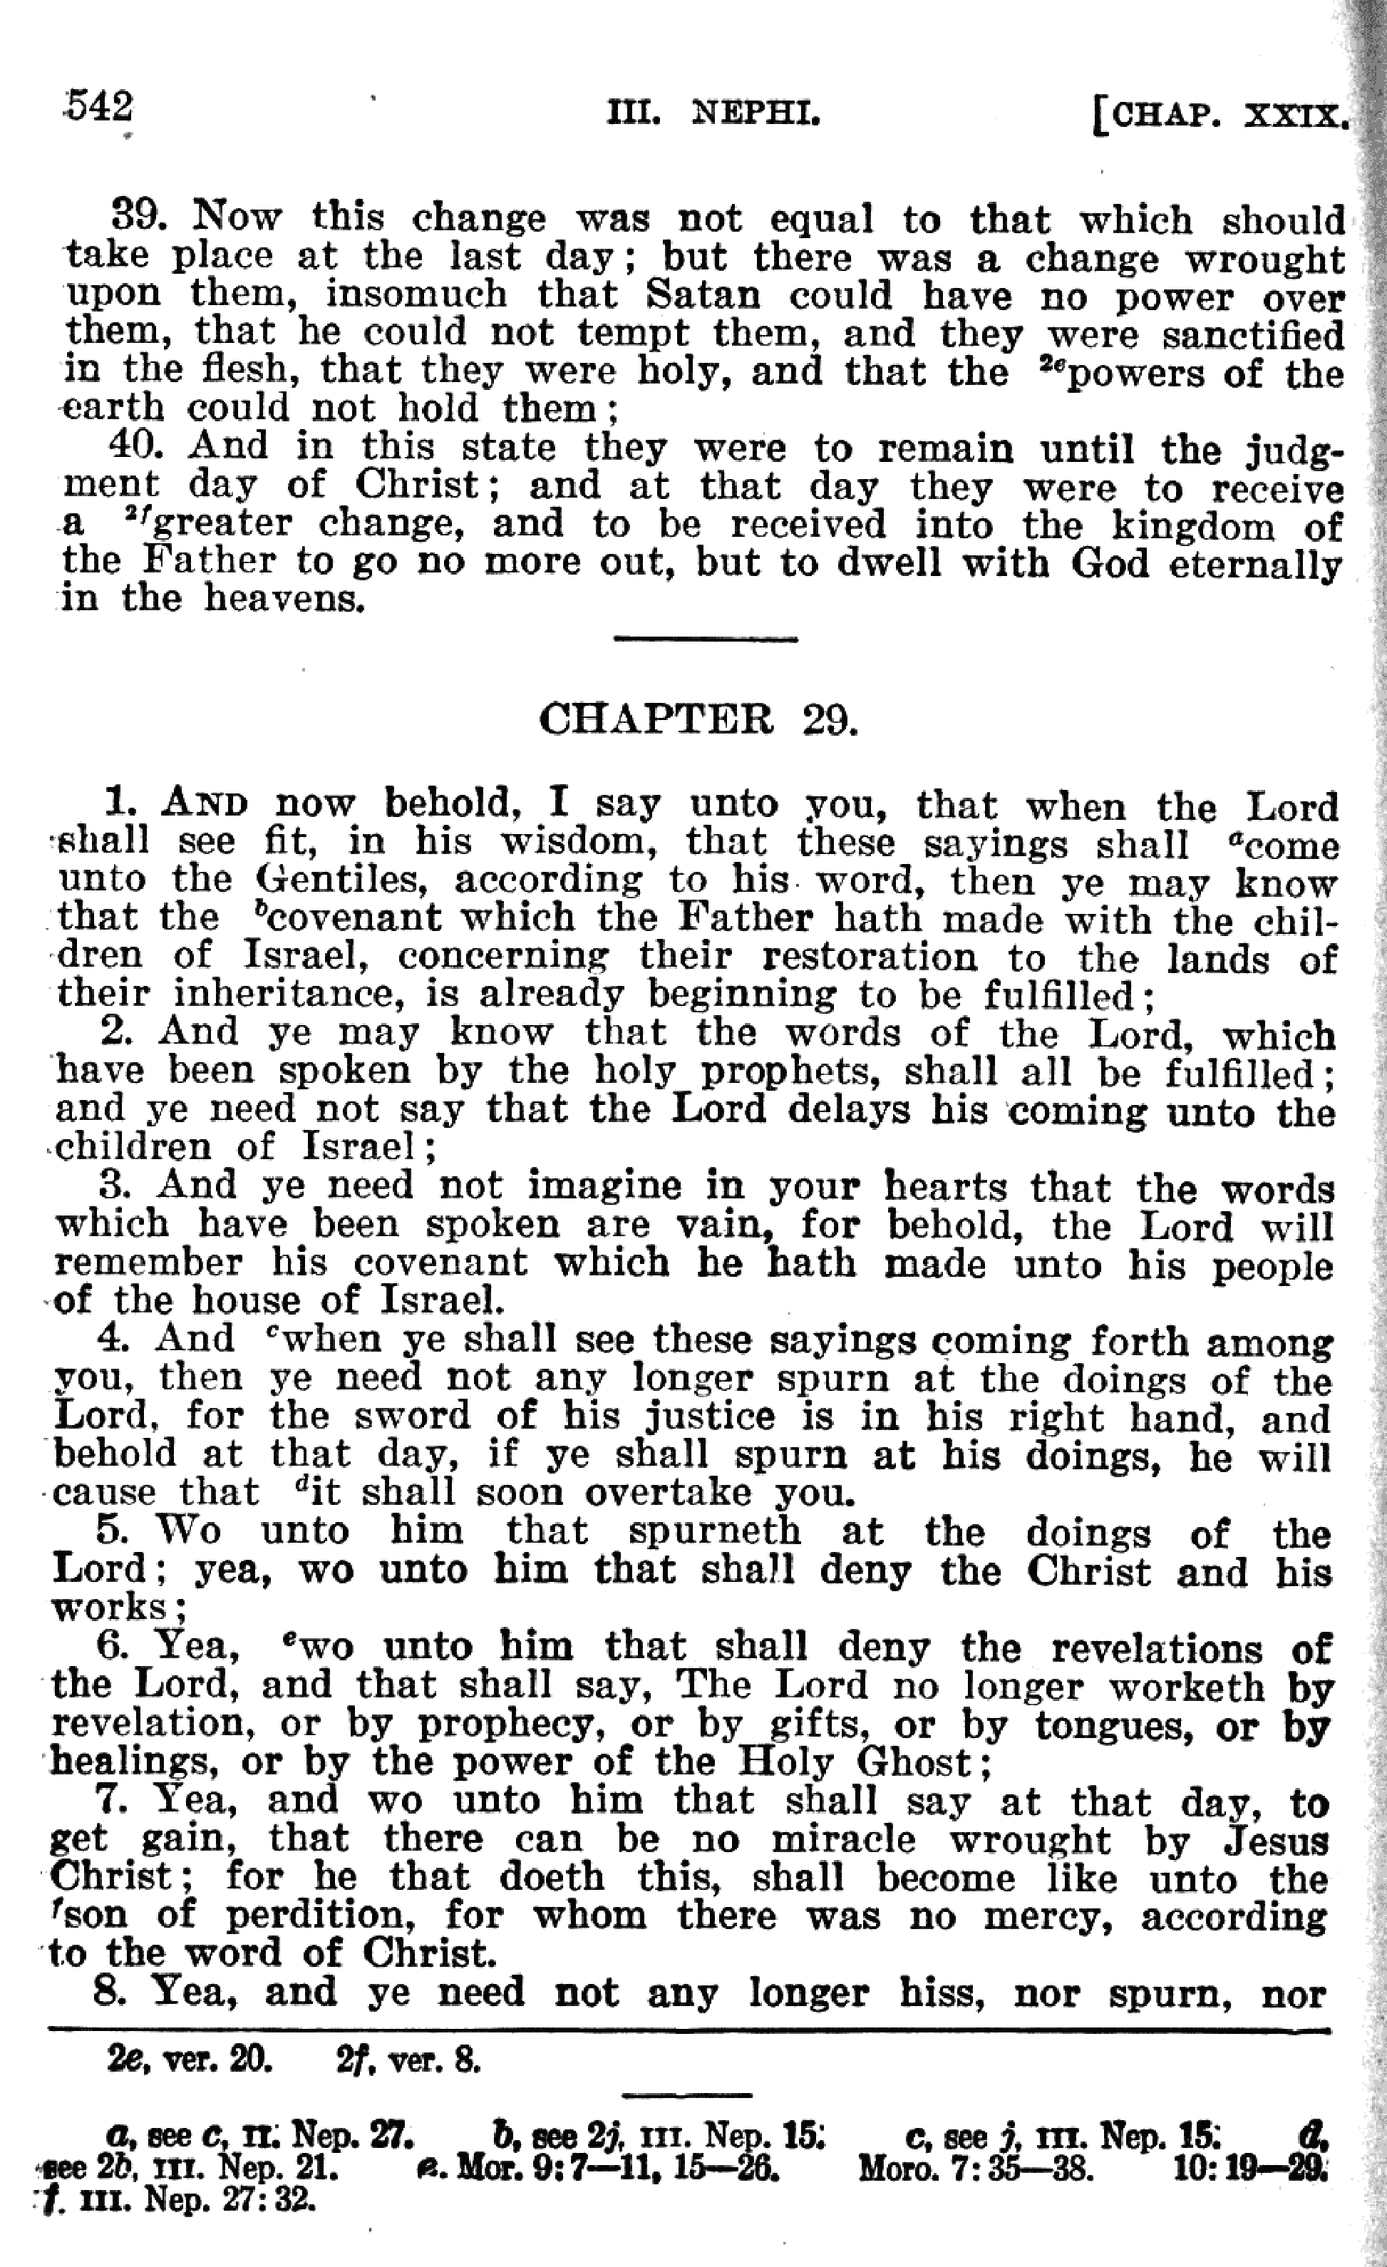 542 III. NEPHI. [CHAP. XXIX.
39. Now this change was not equal to that which should
take place at the last day; but there was a change wrought
upon them, insomuch that Satan could have no power over
them, that he could not tempt them, and they were sanctified
in the flesh, that they were holy, and that the 2epowers of the
earth could not hold them;
40. And in this state they were to remain until the judg-
ment day of Christ; and at that day they were to receive
a 2fgreater change, and to be received into the kingdom of
the Father to go no more out, but to dwell with God eternally
in the heavens.
CHAPTER 29.
1. AND now behold, I say unto you, that when the Lord
shall see fit, in his wisdom, that these sayings shall acome
unto the Gentiles, according to his word, then ye may know
that the bcovenant which the Father hath made with the chil-
dren of Israel, concerning their restoration to the lands of
their inheritance, is already beginning to be fulfilled;
2. And ye may know that the words of the Lord, which
have been spoken by the holy prophets, shall all be fulfilled;
and ye need not say that the Lord delays his coming unto the
children of Israel;
3. And ye need not imagine in your hearts that the words
which have been spoken are vain, for behold, the Lord will
remember his covenant which he hath made unto his people
of the house of Israel.
4. And cwhen ye shall see these sayings coming forth among
you, then ye need not any longer spurn at the doings of the
Lord, for the sword of his justice is in his right hand, and
behold at that day, if ye shall spurn at his doings, he will
cause that dit shall soon overtake you.
5. Wo unto him that spurneth at the doings of the
Lord; yea, wo unto him that shall deny the Christ and his
works;
6. Yea, ewo unto him that shall deny the revelations of
the Lord, and that shall say, The Lord no longer worketh by
revelation, or by prophecy, or by gifts, or by tongues, or by
healings, or by the power of the Holy Ghost;
7. Yea, and wo unto him that shall say at that day, to
get gain, that there can be no miracle wrought by Jesus
Christ; for he that doeth this, shall become like unto the
fson of perdition, for whom there was no mercy, according
to the word of Christ.
8. Yea, and ye need not any longer hiss, nor spurn, nor
2e, ver. 20. 2f, ver. 8.
a, see c, II. Nep. 27. b, see 2j, III. Nep. 15. c, see j, III. Nep. 15. d,
see 2b, III. Nep. 21. e. Mor. 9:7—11, 15—26. Moro. 7:35—38. 10:19—29.
f. III. Nep. 27:32.